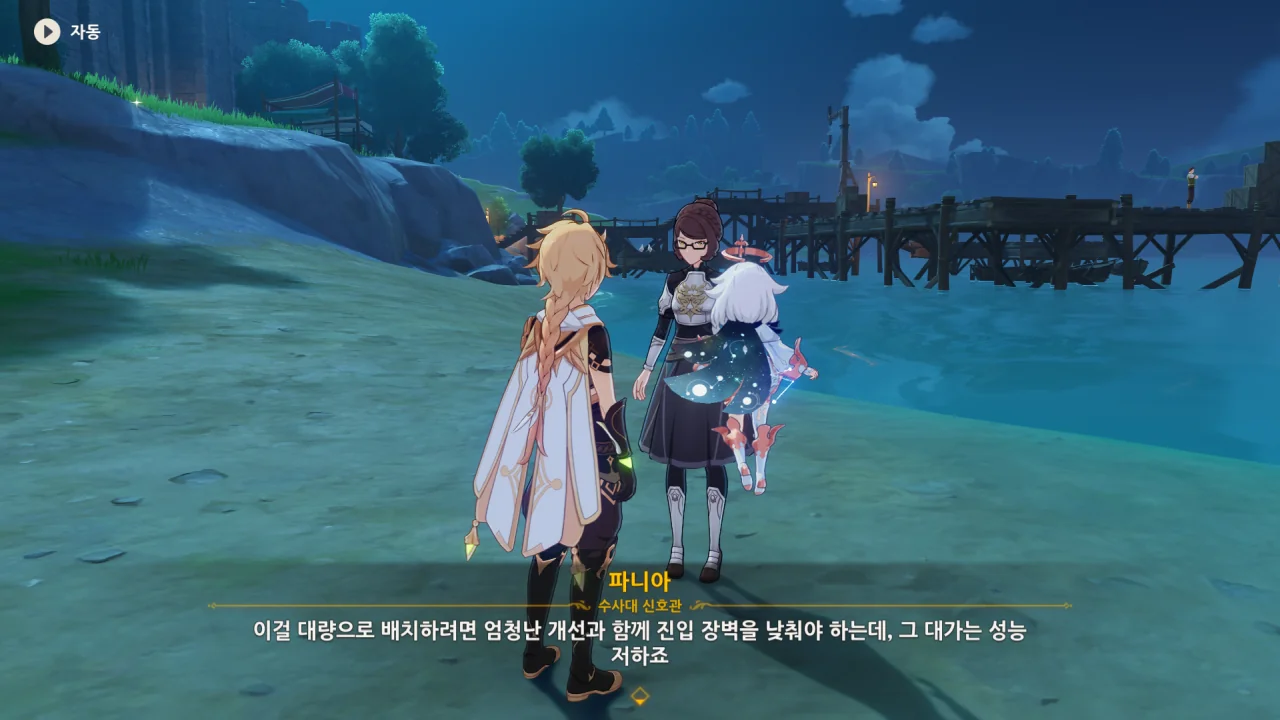 자동
파니아
수사대 신호관
이걸 대량으로 배치하려면 엄청난 개선과 함께 진입 장벽을 낮춰야 하는데, 그 대가는 성능
저하죠